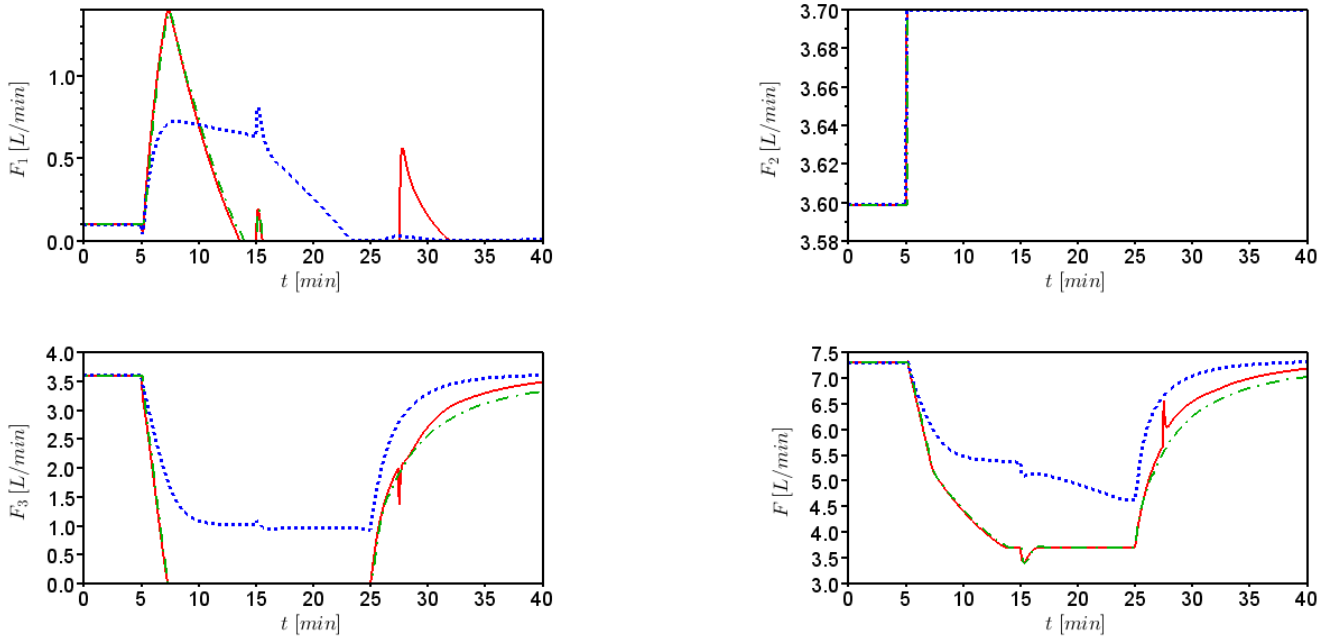 F₁ [L/min]
1.0
0.5
0.0
0 5 10 15 20 25 30 35 40
t [min]
F₂ [L/min]
3.70
3.68
3.66
3.64
3.62
3.60
3.58
0 5 10 15 20 25 30 35 40
t [min]
F₃ [L/min]
4.0
3.5
3.0
2.5
2.0
1.5
1.0
0.5
0.0
0 5 10 15 20 25 30 35 40
t [min]
F [L/min]
7.5
7.0
6.5
6.0
5.5
5.0
4.5
4.0
3.5
3.0
0 5 10 15 20 25 30 35 40
t [min]